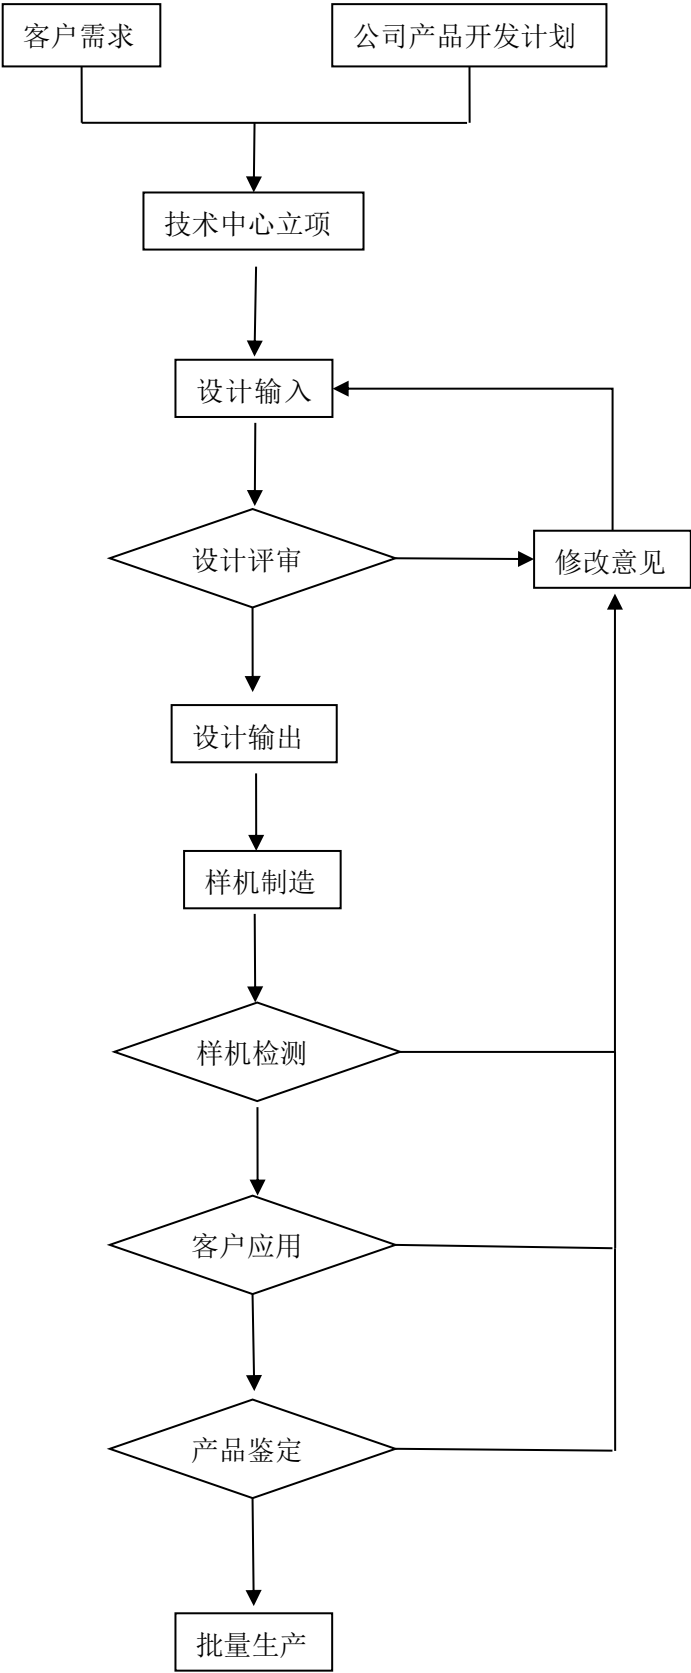 客户需求
公司产品开发计划
技术中心立项
设计输入
设计评审
修改意见
设计输出
样机制造
样机检测
客户应用
产品鉴定
批量生产